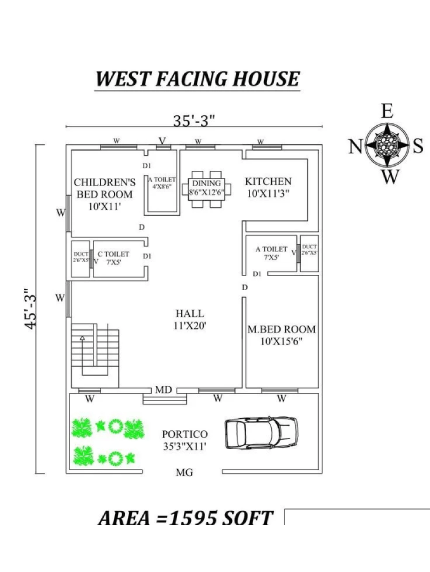 WEST FACING HOUSE
35'-3"
E
N S
W
W V W W
D1
A TOILET
4'X8'6"
DINING
8'6"X12'6"
KITCHEN
10'X11'3"
CHILDREN'S
BED ROOM
10'X11'
W
D
DUCT
2'6"X5'
V
C TOILET
7'X5'
D1
A TOILET
7'X5'
V
DUCT
2'6"X5'
D1
D
W
45'-3"
HALL
11'X20'
M.BED ROOM
10'X15'6"
MD
W W W
PORTICO
35'3"X11'
MG
AREA =1595 SOFT